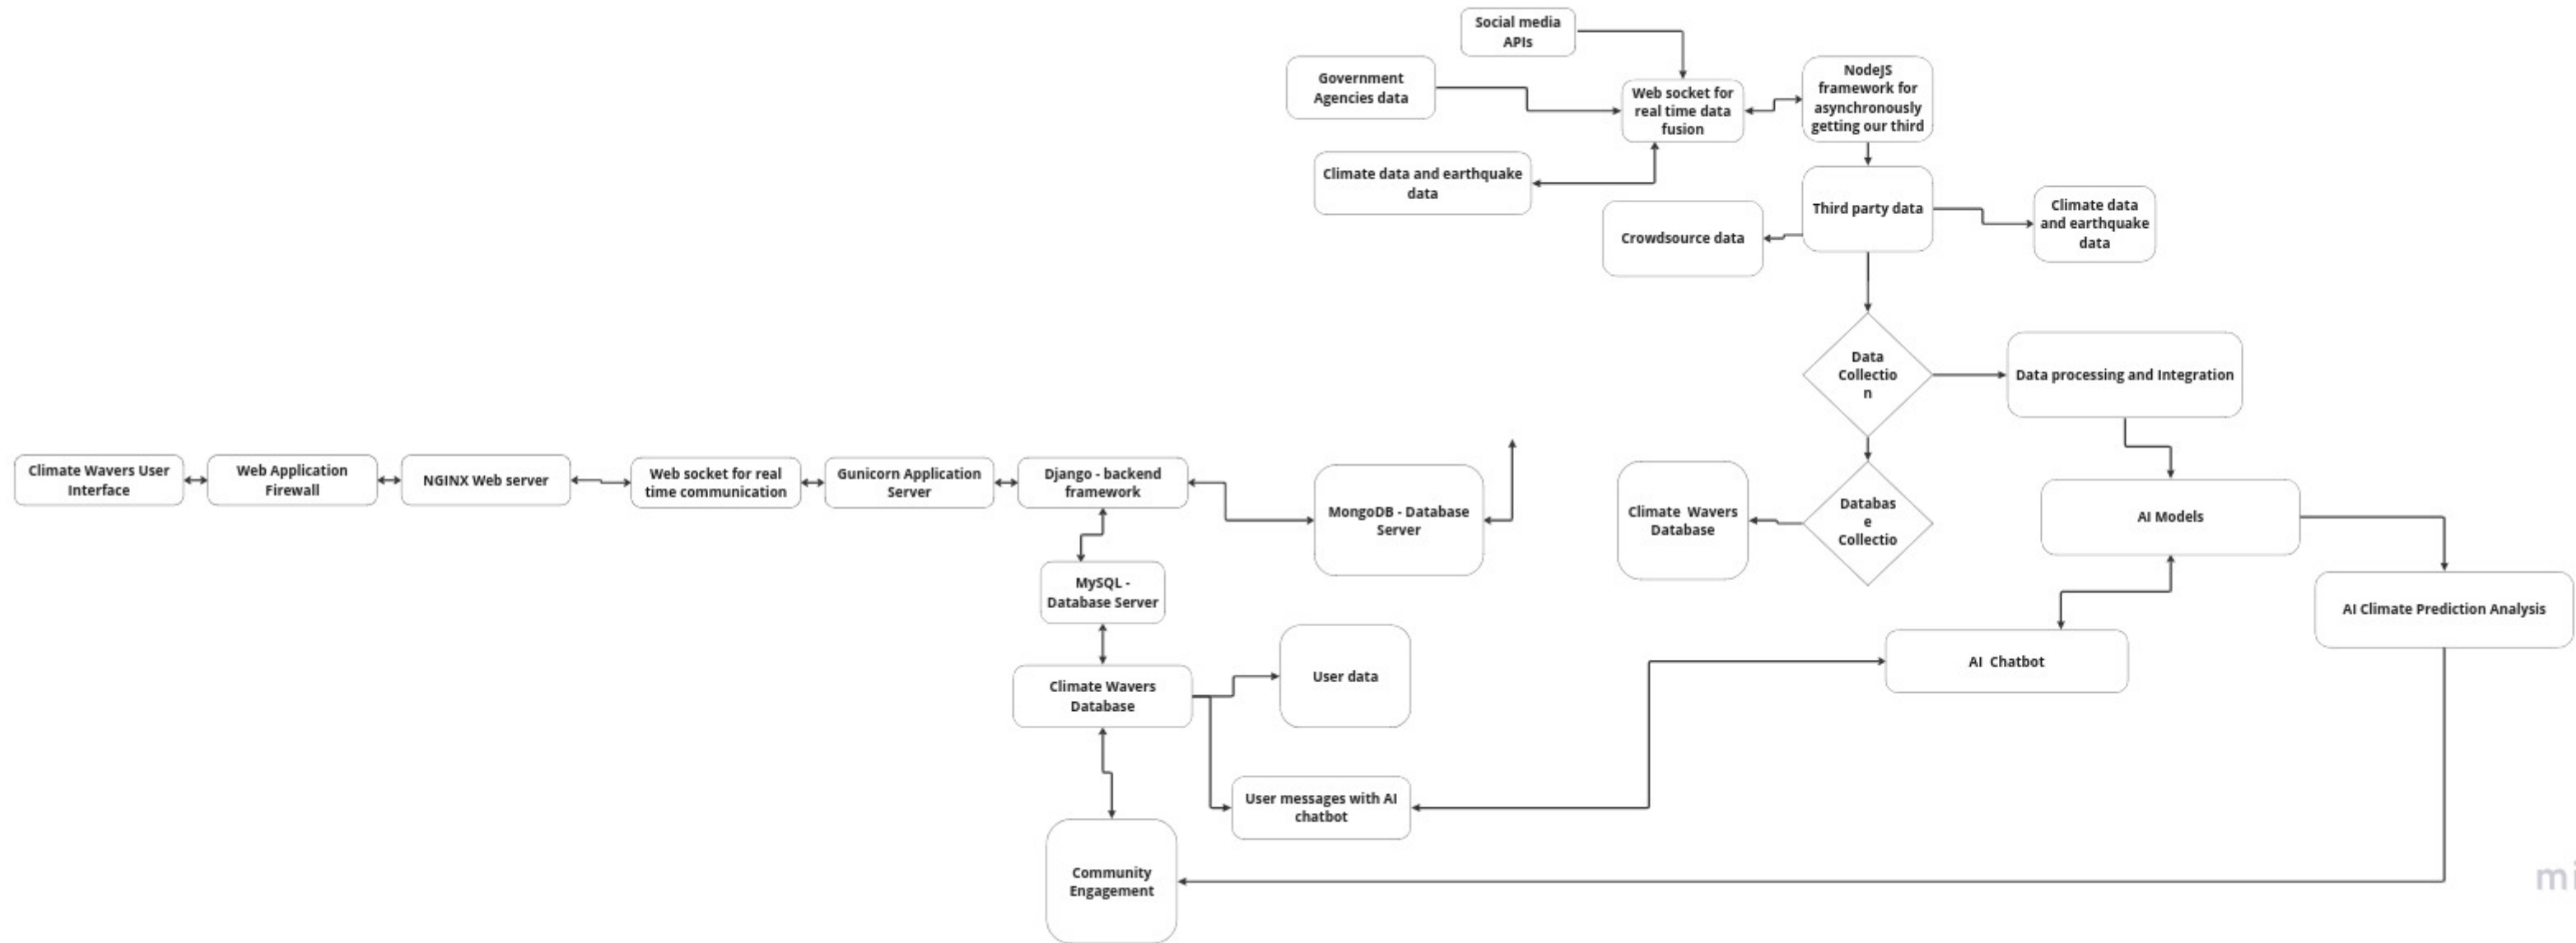 Social media
APIs
Government
Agencies data
Web socket for
real time data
fusion
NodeJS
framework for
asynchronously
getting our third
Climate data and earthquake
data
Third party data
Crowdsource data
Climate data
and earthquake
data
Data
Collectio
n
Data processing and Integration
Climate Wavers User
Interface
Web Application
Firewall
NGINX Web server
Web socket for real
time communication
Gunicorn Application
Server
Django - backend
framework
MongoDB - Database
Server
Climate Wavers
Database
Databas
e
Collectio
AI Models
MySQL -
Database Server
AI Climate Prediction Analysis
Climate Wavers
Database
User data
AI Chatbot
User messages with AI
chatbot
Community
Engagement
mi